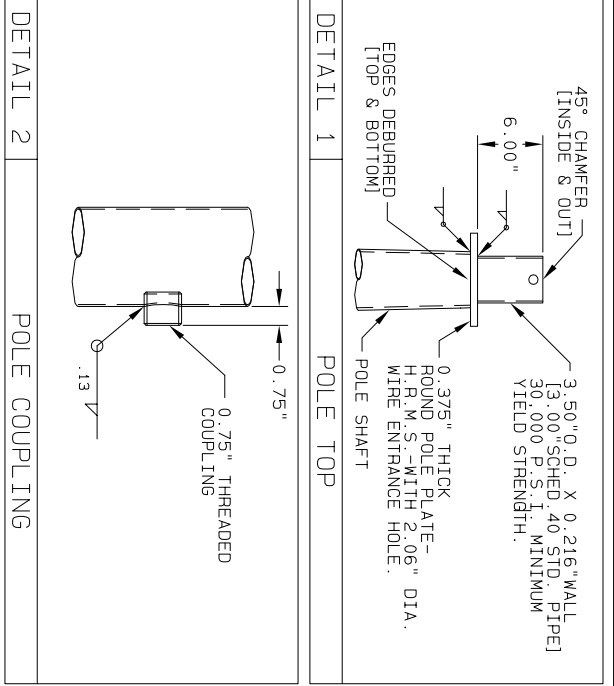 45° CHAMFER
[INSIDE & OUT]
6.00"
EDGES DEBURRED
[TOP & BOTTOM]
3.50"O.D. X 0.216"WALL
[3.00"SCHED.40 STD. PIPE]
30,000 P.S.I. MINIMUM
YIELD STRENGTH.
0.375" THICK
ROUND POLE PLATE-
H.R.M.S.-WITH 2.06" DIA.
WIRE ENTRANCE HOLE.
POLE SHAFT
DETAIL 1
POLE TOP
0.75"
0.75" THREADED
COUPLING
.13
DETAIL 2
POLE COUPLING